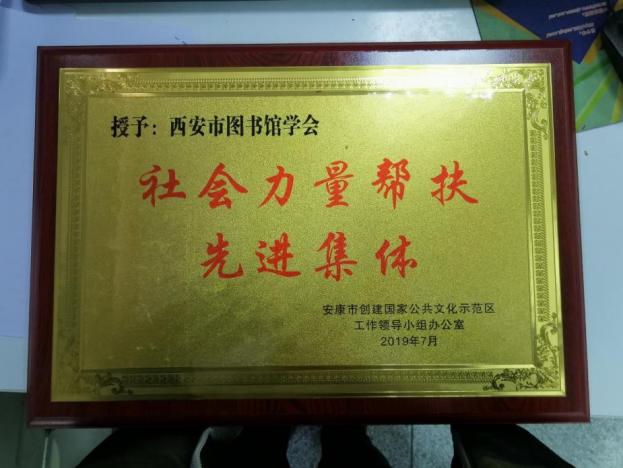 授予：西安市图书馆学会
社会力量帮扶
先进集体
安康市创建国家公共文化示范区
工作领导小组办公室
2019年7月